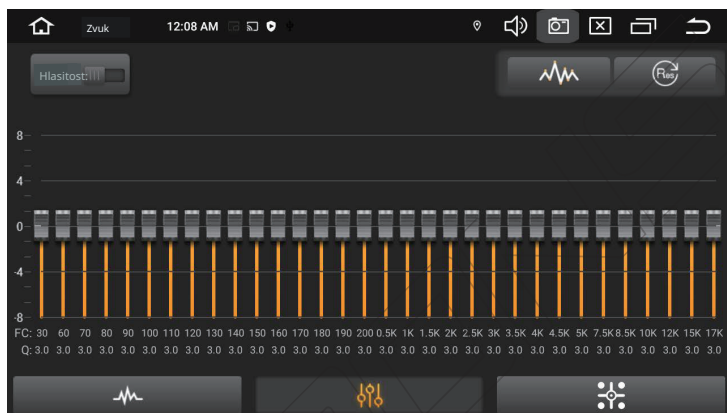 Zvuk 12:08 AM
Hlasitost:
Res
8
4
0
-4
-8
FC: 30 60 70 80 90 100 110 120 130 140 150 160 170 180 190 200 0.5K 1K 1.5K 2K 2.5K 3K 3.5K 4K 4.5K 5K 7.5K 8.5K 10K 12K 15K 17K
Q: 3.0 3.0 3.0 3.0 3.0 3.0 3.0 3.0 3.0 3.0 3.0 3.0 3.0 3.0 3.0 3.0 3.0 3.0 3.0 3.0 3.0 3.0 3.0 3.0 3.0 3.0 3.0 3.0 3.0 3.0 3.0 3.0